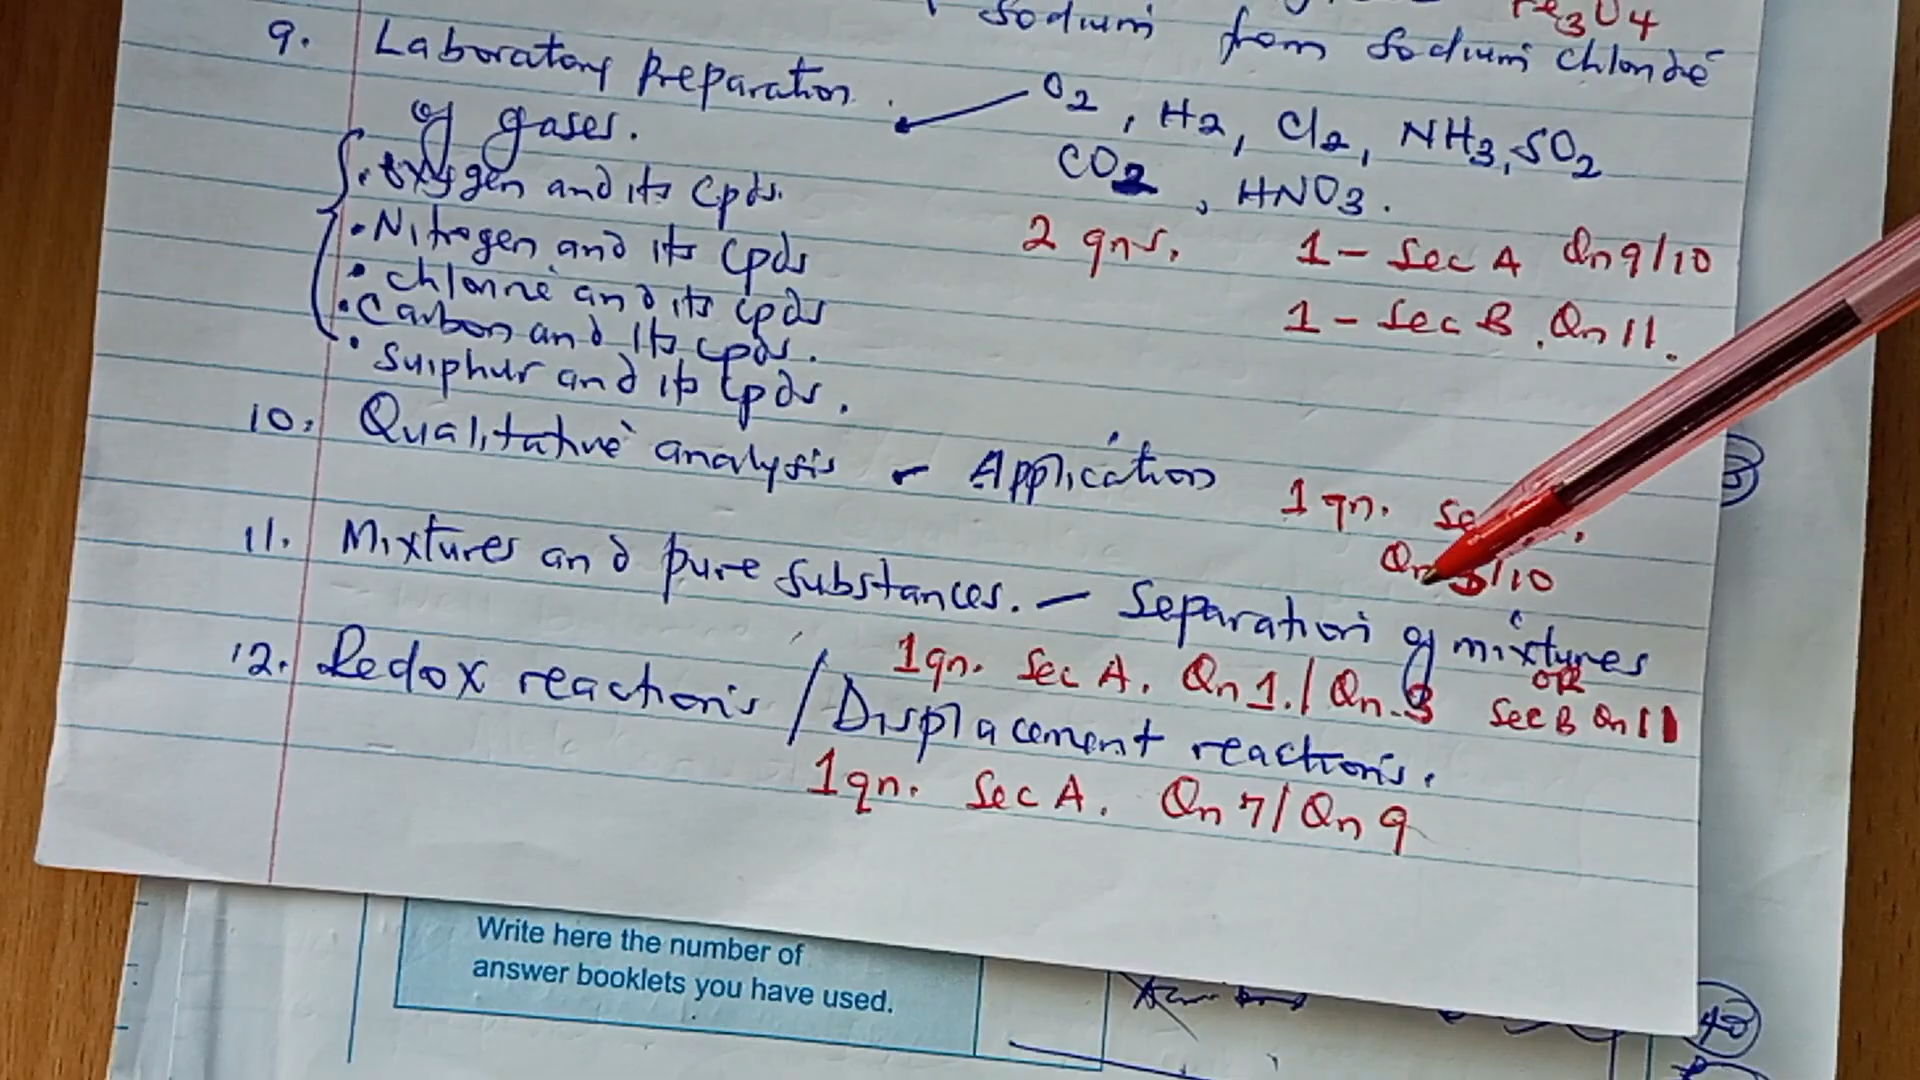 Fe3O4
sodium from sodium chloride
9. Laboratory Preparation
of gases.
O2, H2, Cl2, NH3, SO2
CO2, HNO3.
• Oxygen and its cpds.
• Nitrogen and its cpds
• chlorine and its cpds
• Carbon and its cpds.
• Sulphur and its cpds.
2 qns. 1 - Sec A Qn 9/10
1 - Sec B. Qn 11.
10. Qualitative analysis - Application
1 qn.
Qn /10
11. Mixtures and pure substances. - Separation of mixtures
1 qn. Sec A. Qn 1./Qn.3 OR Sec B Qn 11
12. Redox reactions / Displacement reactions.
1 qn. Sec A. Qn 7/Qn 9
Write here the number of
answer booklets you have used.